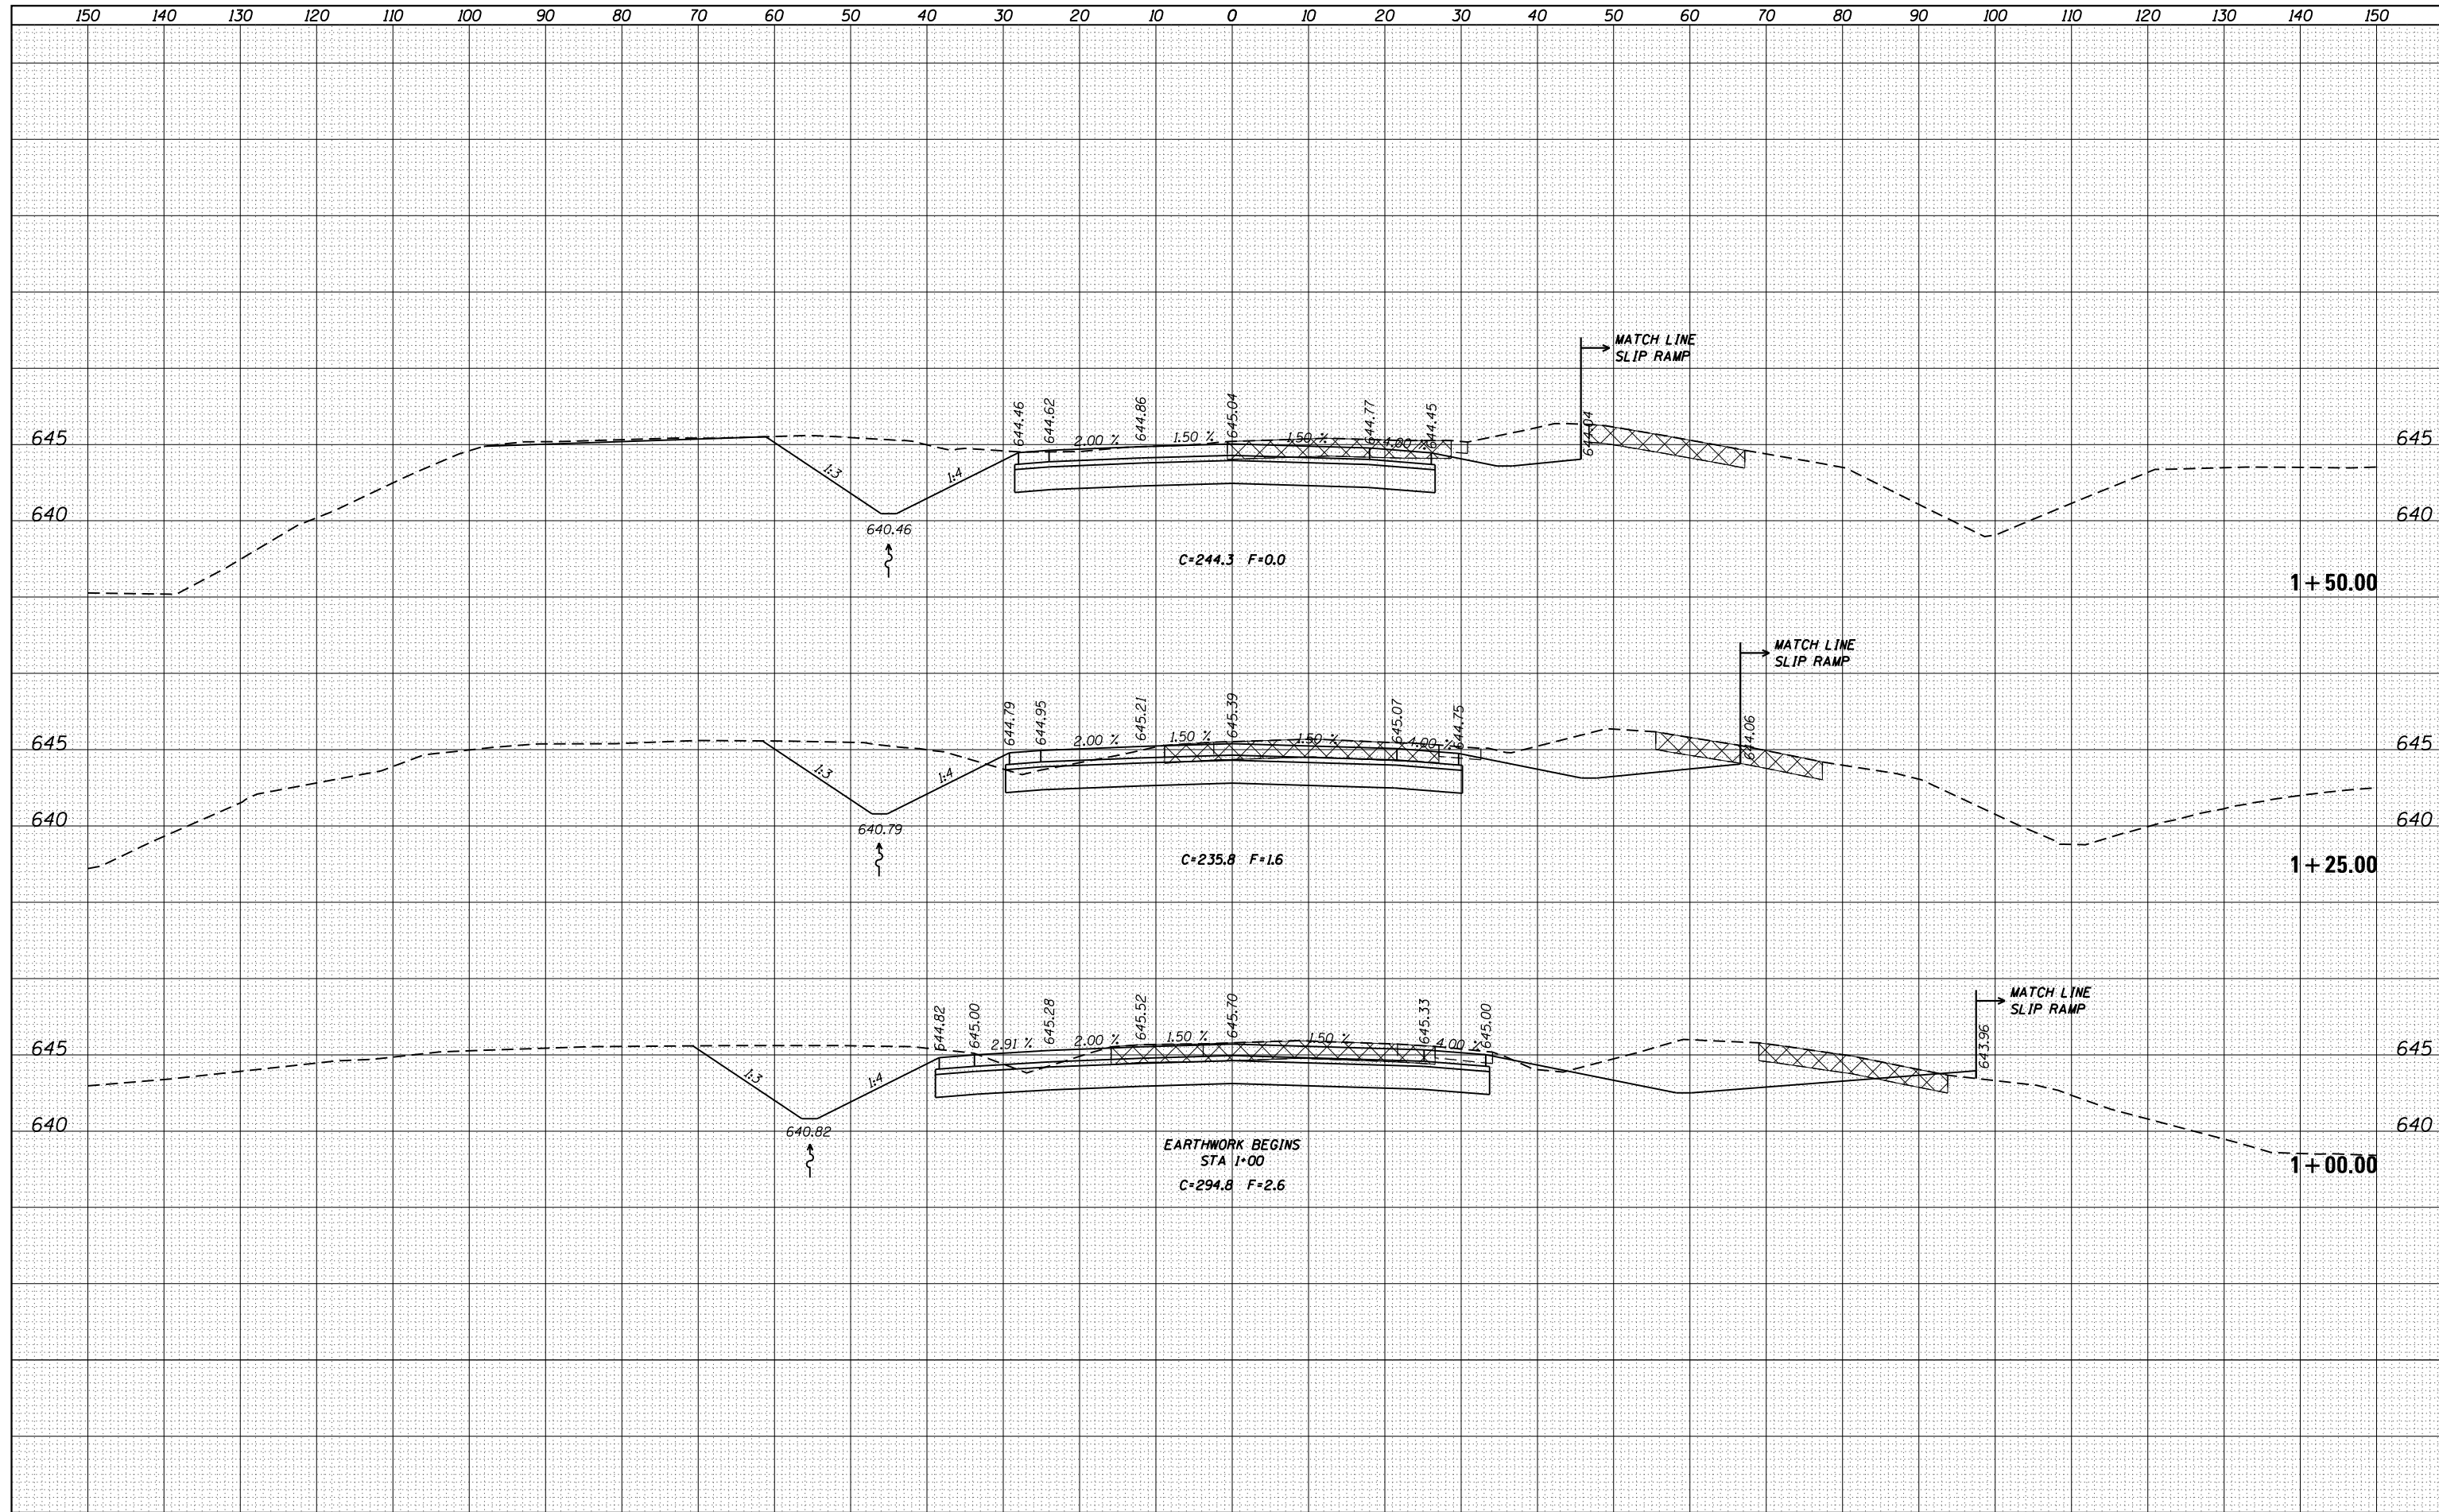 150 140 130 120 110 100 90 80 70 60 50 40 30 20 10 0 10 20 30 40 50 60 70 80 90 100 110 120 130 140 150
MATCH LINE
SLIP RAMP
644.46 644.62 644.86 645.04 644.77 644.45 644.04
645 2.00 % 1.50 % 1.50 % 4.00 % 645
1:3 1:4
640 640
640.46
C=244.3 F=0.0
1+50.00
MATCH LINE
SLIP RAMP
644.79 644.95 645.21 645.39 645.07 644.75 644.06
645 2.00 % 1.50 % 1.50 % 4.00 % 645
1:3 1:4
640 640
640.79
C=235.8 F=1.6
1+25.00
MATCH LINE
SLIP RAMP
644.82 645.00 645.28 645.52 645.70 645.33 645.00 643.96
2.91 % 2.00 % 1.50 % 1.50 % 4.00 %
645 645
1:3 1:4
640 640
640.82
EARTHWORK BEGINS
STA 1+00
1+00.00
C=294.8 F=2.6